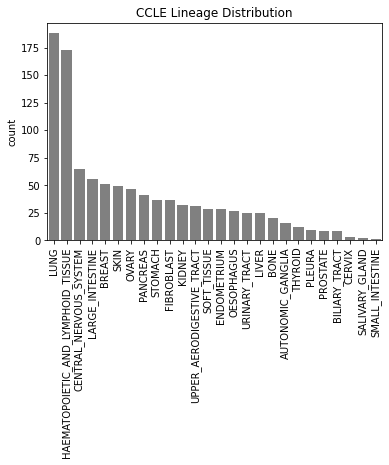 CCLE Lineage Distribution
count
175
150
125
100
75
50
25
0
LUNG
HAEMATOPOIETIC_AND_LYMPHOID_TISSUE
CENTRAL_NERVOUS_SYSTEM
LARGE_INTESTINE
BREAST
SKIN
OVARY
PANCREAS
STOMACH
FIBROBLAST
KIDNEY
UPPER_AERODIGESTIVE_TRACT
SOFT_TISSUE
ENDOMETRIUM
OESOPHAGUS
URINARY_TRACT
LIVER
BONE
AUTONOMIC_GANGLIA
THYROID
PLEURA
PROSTATE
BILIARY_TRACT
CERVIX
SALIVARY_GLAND
SMALL_INTESTINE